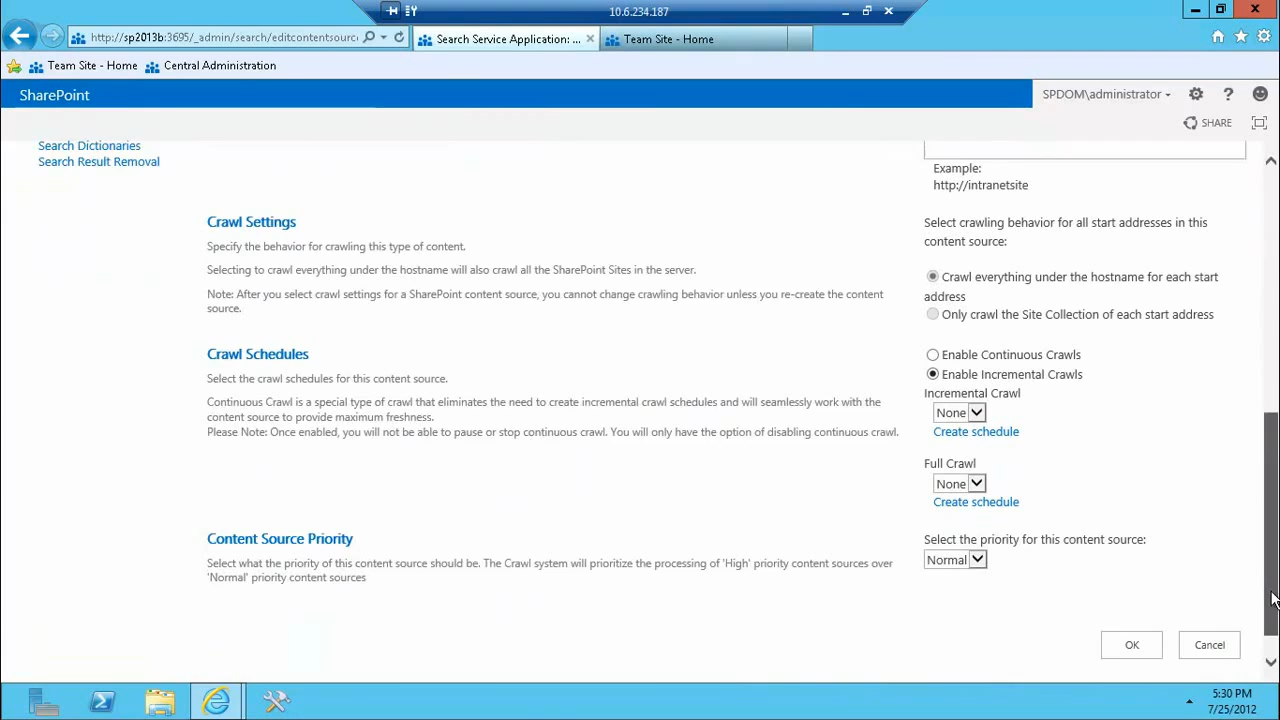 10.6.234.187
http://sp2013b:3695/_admin/search/editcontentsourc
Search Service Application: ...
Team Site - Home
Team Site - Home
Central Administration
SharePoint
SPDOM\administrator
?
SHARE
Search Dictionaries
Search Result Removal
Example:
http://intranetsite
Crawl Settings
Specify the behavior for crawling this type of content.
Selecting to crawl everything under the hostname will also crawl all the SharePoint Sites in the server.
Note: After you select crawl settings for a SharePoint content source, you cannot change crawling behavior unless you re-create the content
source.
Select crawling behavior for all start addresses in this
content source:
Crawl everything under the hostname for each start
address
Only crawl the Site Collection of each start address
Crawl Schedules
Select the crawl schedules for this content source.
Continuous Crawl is a special type of crawl that eliminates the need to create incremental crawl schedules and will seamlessly work with the
content source to provide maximum freshness.
Please Note: Once enabled, you will not be able to pause or stop continuous crawl. You will only have the option of disabling continuous crawl.
Enable Continuous Crawls
Enable Incremental Crawls
Incremental Crawl
None
Create schedule
Full Crawl
None
Create schedule
Content Source Priority
Select what the priority of this content source should be. The Crawl system will prioritize the processing of 'High' priority content sources over
'Normal' priority content sources
Select the priority for this content source:
Normal
OK
Cancel
5:30 PM
7/25/2012